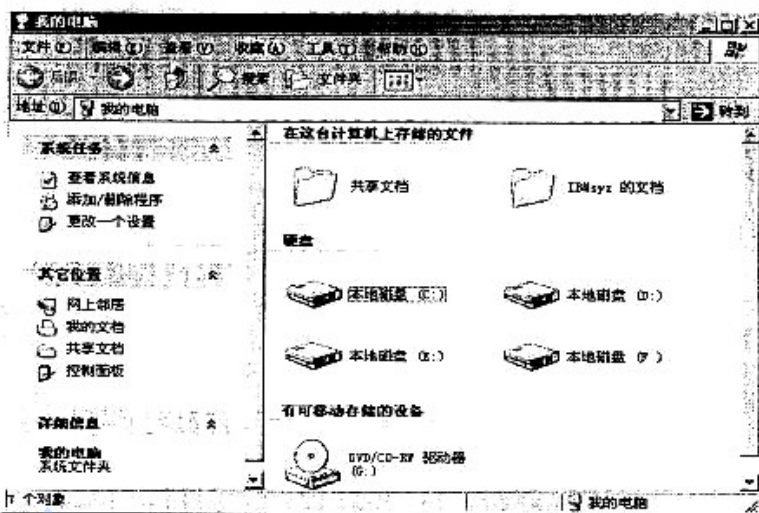 我的电脑
文件(F) 编辑(E) 查看(V) 收藏(A) 工具(T) 帮助(H)
后退 搜索 文件夹
地址(D) 我的电脑 转到
系统任务
查看系统信息
添加/删除程序
更改一个设置
其它位置
网上邻居
我的文档
共享文档
控制面板
详细信息
我的电脑
系统文件夹
在这台计算机上存储的文件
共享文档 IBMsyz 的文档
硬盘
本地磁盘 (C:) 本地磁盘 (D:)
本地磁盘 (E:) 本地磁盘 (F )
有可移动存储的设备
DVD/CD-RW 驱动器
(G:)
7 个对象 我的电脑